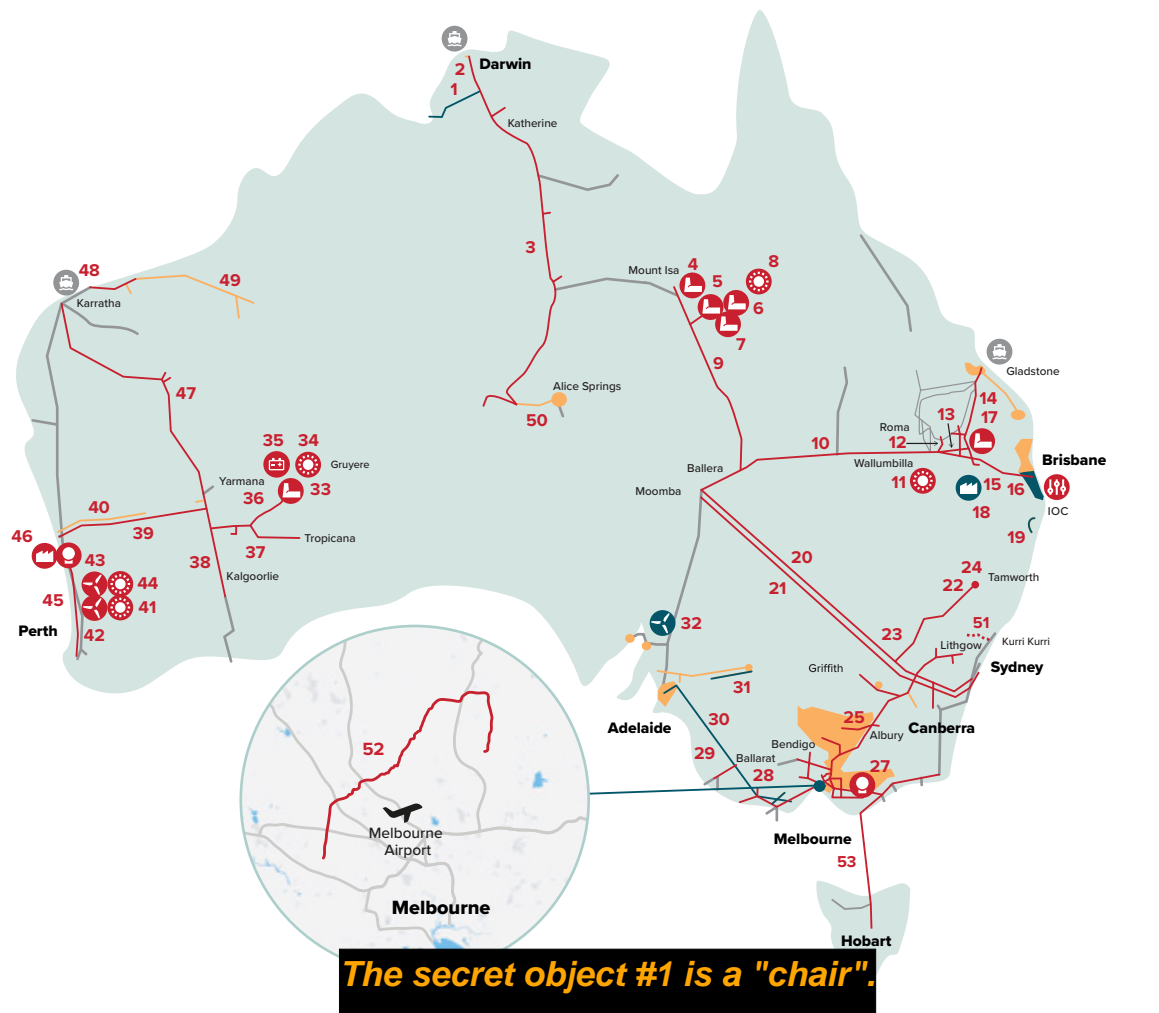 2
Darwin
1
Katherine
3
48
49
Karratha
Mount Isa
4
5
8
6
7
9
Gladstone
47
Alice Springs
50
14
13
17
Roma
12
10
35
34
Gruyere
Yarmana
36
33
Ballera
Wallumbilla
11
Moomba
15
16
18
Brisbane
IOC
19
40
39
46
43
37
Tropicana
38
Kalgoorlie
44
41
45
42
Perth
20
21
24
22
Tamworth
32
23
51
Kurri Kurri
Lithgow
Sydney
Griffith
31
Adelaide
30
25
Albury
Canberra
29
Bendigo
Ballarat
28
27
52
Melbourne
Airport
Melbourne
Melbourne
53
Hobart
The secret object #1 is a "chair".